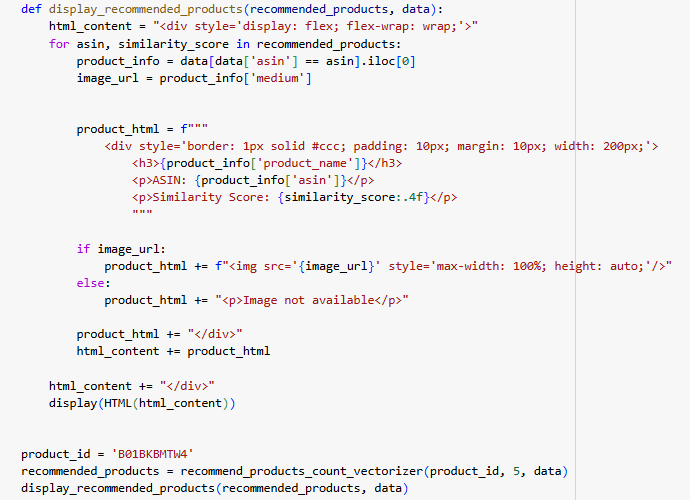 def display_recommended_products(recommended_products, data):
    html_content = "<div style='display: flex; flex-wrap: wrap;'>"
    for asin, similarity_score in recommended_products:
        product_info = data[data['asin'] == asin].iloc[0]
        image_url = product_info['medium']
        product_html = f"""
            <div style='border: 1px solid #ccc; padding: 10px; margin: 10px; width: 200px;'>
                <h3>{product_info['product_name']}</h3>
                <p>ASIN: {product_info['asin']}</p>
                <p>Similarity Score: {similarity_score:.4f}</p>
                """
        if image_url:
            product_html += f"<img src='{image_url}' style='max-width: 100%; height: auto;'/>"
        else:
            product_html += "<p>Image not available</p>"
        product_html += "</div>"
        html_content += product_html
    html_content += "</div>"
    display(HTML(html_content))
product_id = 'B01BKBMTW4'
recommended_products = recommend_products_count_vectorizer(product_id, 5, data)
display_recommended_products(recommended_products, data)